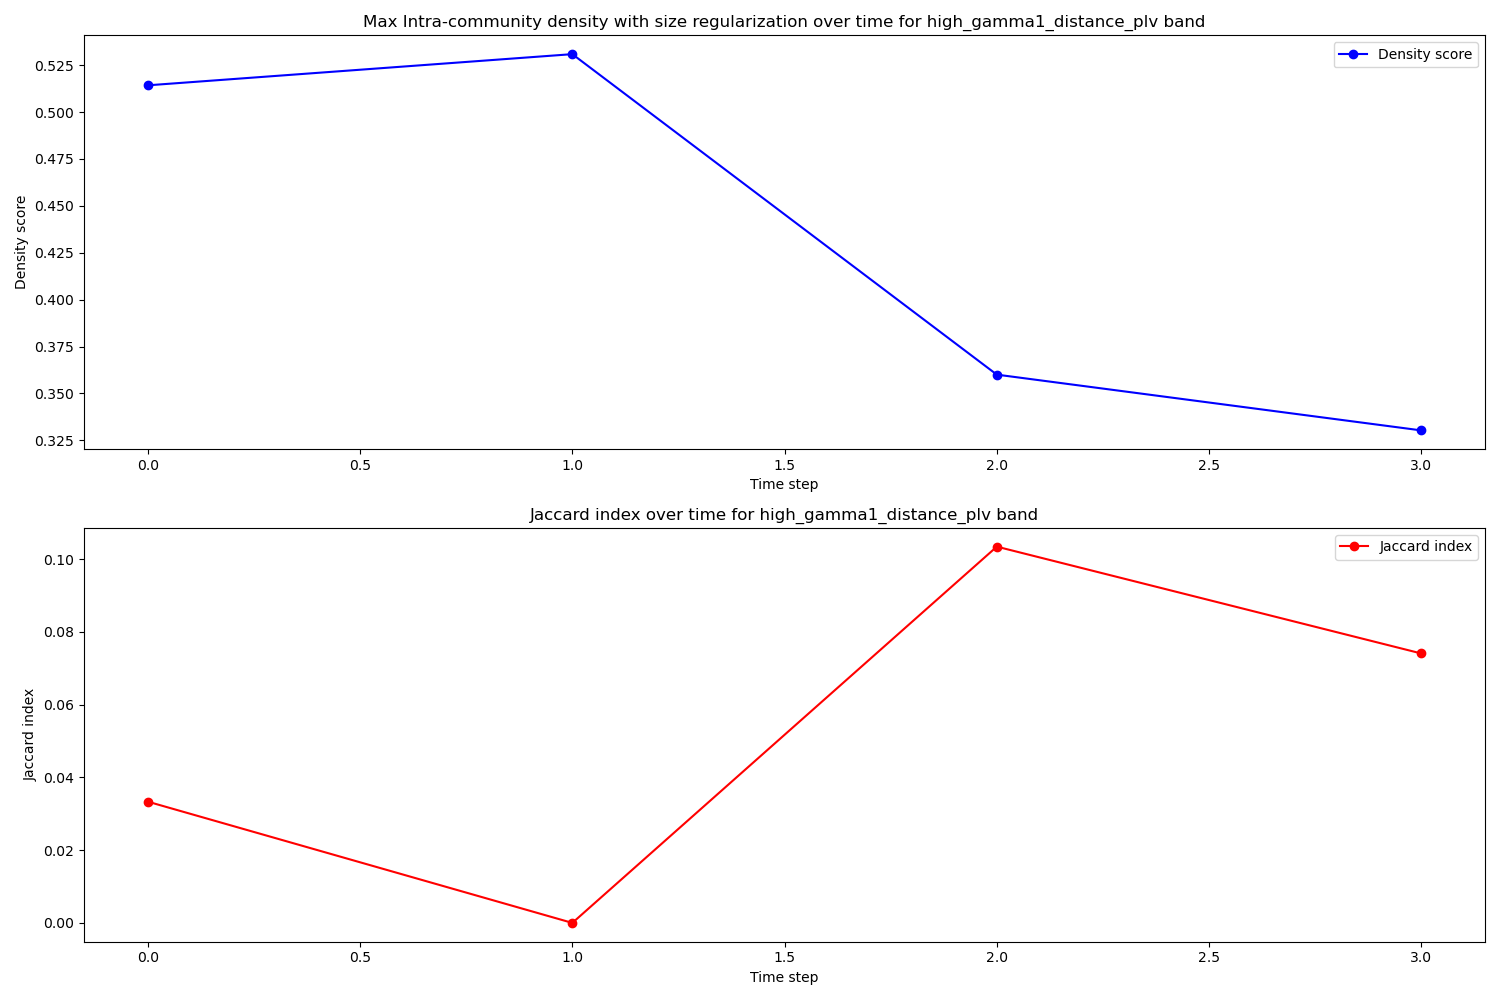 Max Intra-community density with size regularization over time for high_gamma1_distance_plv band
Density score
0.525
0.500
0.475
0.450
0.425
0.400
0.375
0.350
0.325
Density score
0.0 0.5 1.0 1.5 2.0 2.5 3.0
Time step
Jaccard index over time for high_gamma1_distance_plv band
Jaccard index
0.10
0.08
0.06
0.04
0.02
0.00
Jaccard index
0.0 0.5 1.0 1.5 2.0 2.5 3.0
Time step